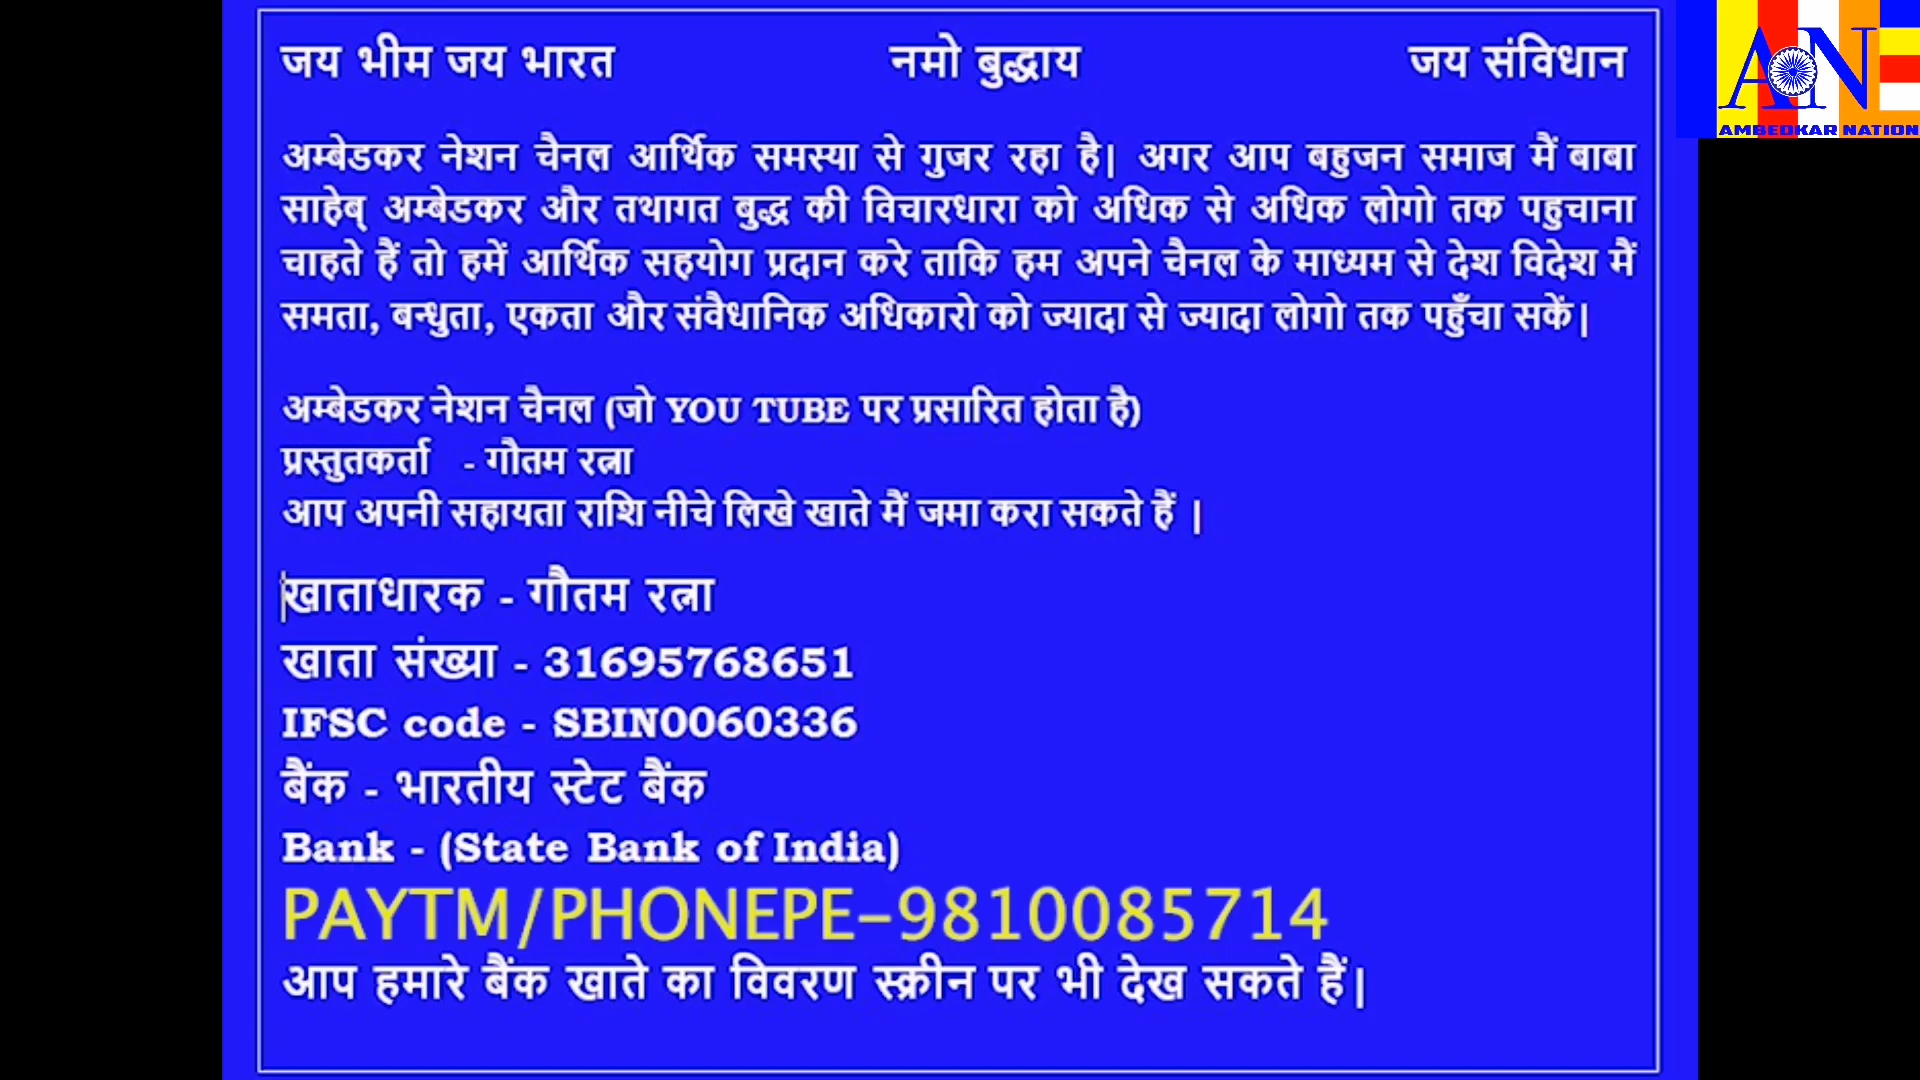 जय भीम जय भारत नमो बुद्धाय जय संविधान
अम्बेडकर नेशन चैनल आर्थिक समस्या से गुजर रहा है| अगर आप बहुजन समाज मैं बाबा
साहेब् अम्बेडकर और तथागत बुद्ध की विचारधारा को अधिक से अधिक लोगो तक पहुचाना
चाहते हैं तो हमें आर्थिक सहयोग प्रदान करे ताकि हम अपने चैनल के माध्यम से देश विदेश मैं
समता, बन्धुता, एकता और संवैधानिक अधिकारो को ज्यादा से ज्यादा लोगो तक पहुँचा सकें|
अम्बेडकर नेशन चैनल (जो YOU TUBE पर प्रसारित होता है)
प्रस्तुतकर्ता - गौतम रत्ना
आप अपनी सहायता राशि नीचे लिखे खाते मैं जमा करा सकते हैं |
खाताधारक - गौतम रत्ना
खाता संख्या - 31695768651
IFSC code - SBIN0060336
बैंक - भारतीय स्टेट बैंक
Bank - (State Bank of India)
PAYTM/PHONEPE-9810085714
आप हमारे बैंक खाते का विवरण स्क्रीन पर भी देख सकते हैं|
AN
AMBEDKAR NATION